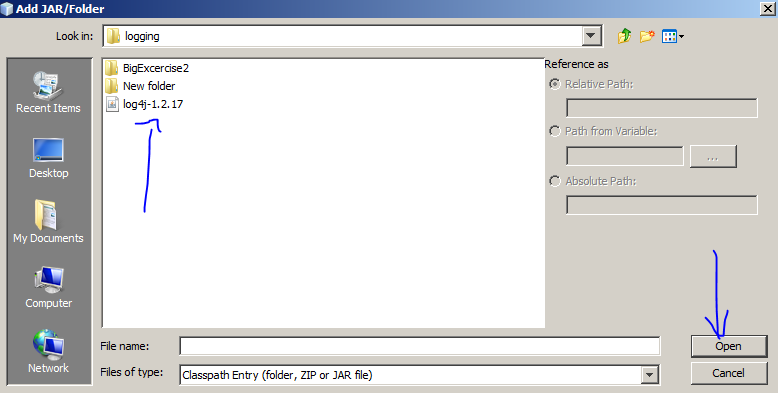 Add JAR/Folder
Look in:
logging
Recent Items
Desktop
My Documents
Computer
Network
BigExcercise2
New folder
log4j-1.2.17
Reference as
Relative Path:
Path from Variable:
...
Absolute Path:
File name:
Open
Files of type:
Classpath Entry (folder, ZIP or JAR file)
Cancel